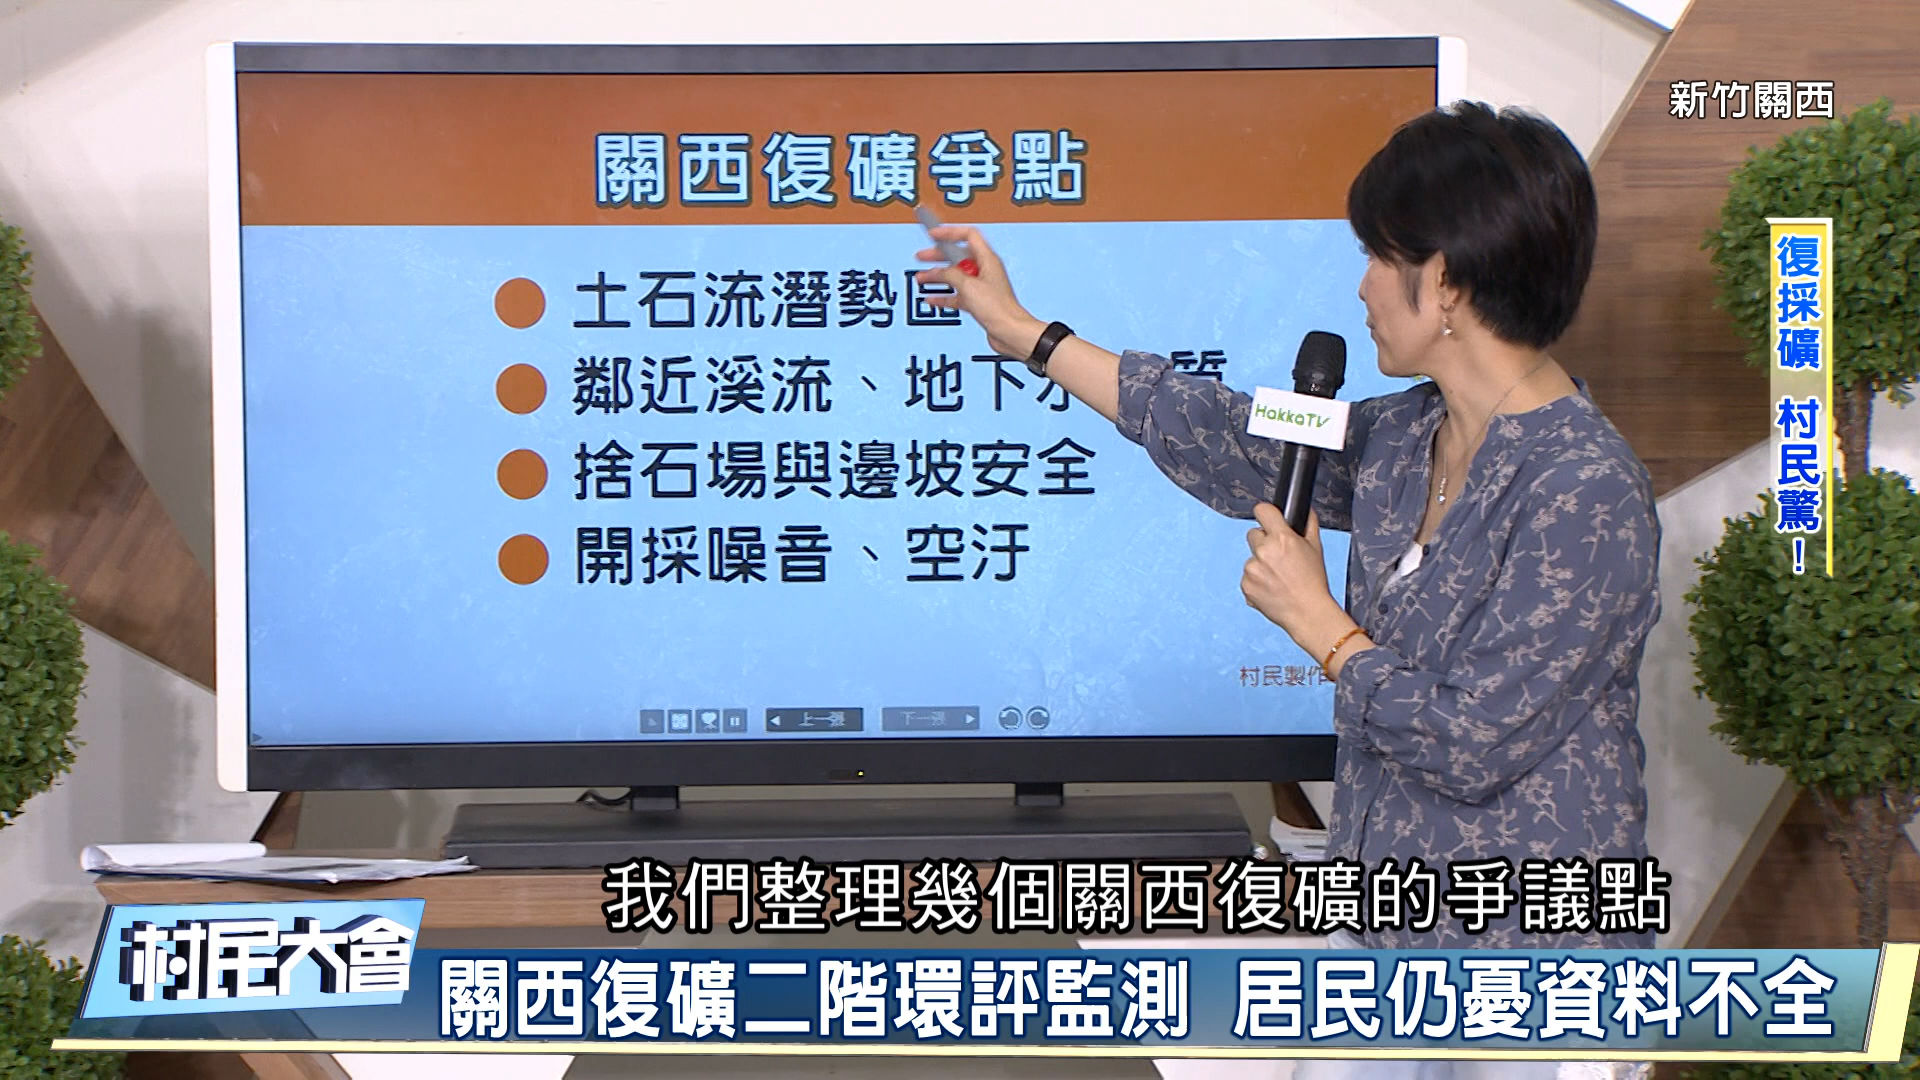 新竹關西
關西復礦爭點
土石流潛勢區
鄰近溪流、地下水 質
捨石場與邊坡安全
開採噪音、空汙
村民製作
上一張
下一張
HakkaTV
復採礦 村民驚！
我們整理幾個關西復礦的爭議點
村民大會
關西復礦二階環評監測 居民仍憂資料不全